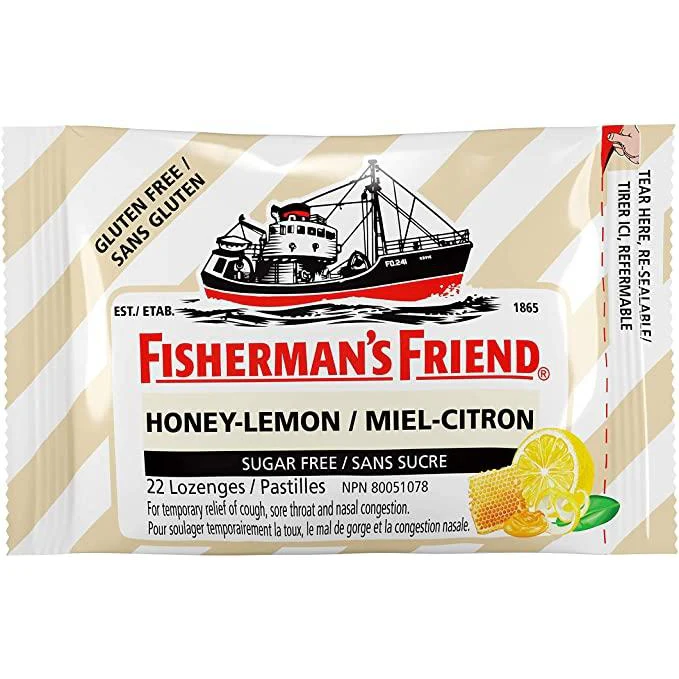 GLUTEN FREE /
SANS GLUTEN
FD.241
EST./ ETAB.
1865
FISHERMAN'S FRIEND®
HONEY-LEMON / MIEL-CITRON
SUGAR FREE / SANS SUCRE
22 Lozenges / Pastilles NPN 80051078
For temporary relief of cough, sore throat and nasal congestion.
Pour soulager temporairement la toux, le mal de gorge et la congestion nasale.
TEAR HERE, RE-SEALABLE/
TIRER ICI, REFERMABLE